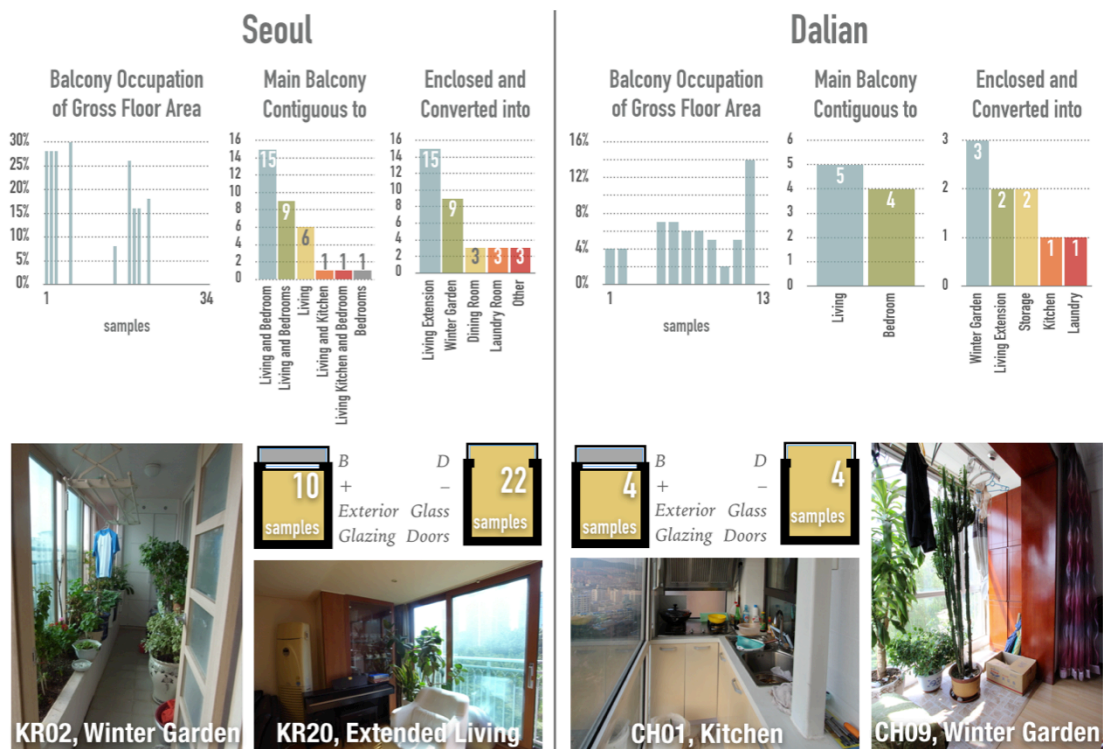 Seoul
Balcony Occupation
of Gross Floor Area
30%
25%
20%
15%
10%
5%
0%
1
34
samples
Main Balcony
Contiguous to
16
14
12
10
8
6
4
2
0
15
9
6
1
1
1
Living and Bedroom
Living and Bedrooms
Living
Living and Kitchen
Living Kitchen and Bedroom
Bedrooms
Enclosed and
Converted into
16
14
12
10
8
6
4
2
0
15
9
3
3
3
Living Extension
Winter Garden
Dining Room
Laundry Room
Other
10
samples
B
+
Exterior
Glazing
D
–
Glass
Doors
22
samples
KR02, Winter Garden
KR20, Extended Living
Dalian
Balcony Occupation
of Gross Floor Area
16%
12%
8%
4%
0%
1
13
samples
Main Balcony
Contiguous to
6
5
4
3
2
1
0
5
4
Living
Bedroom
Enclosed and
Converted into
3
2
1
0
3
2
2
1
1
Winter Garden
Living Extension
Storage
Kitchen
Laundry
4
samples
B
+
Exterior
Glazing
D
–
Glass
Doors
4
samples
CH01, Kitchen
CH09, Winter Garden